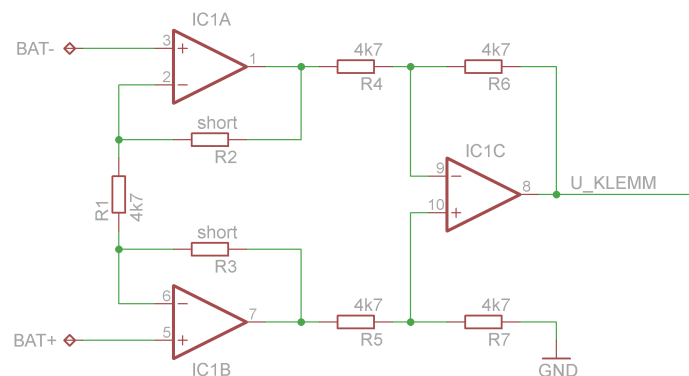 IC1A
BAT-
3
1
2
4k7
R4
4k7
R6
short
R2
IC1C
9
8
10
U_KLEMM
R1
4k7
short
R3
6
7
5
BAT+
IC1B
4k7
R5
4k7
R7
GND